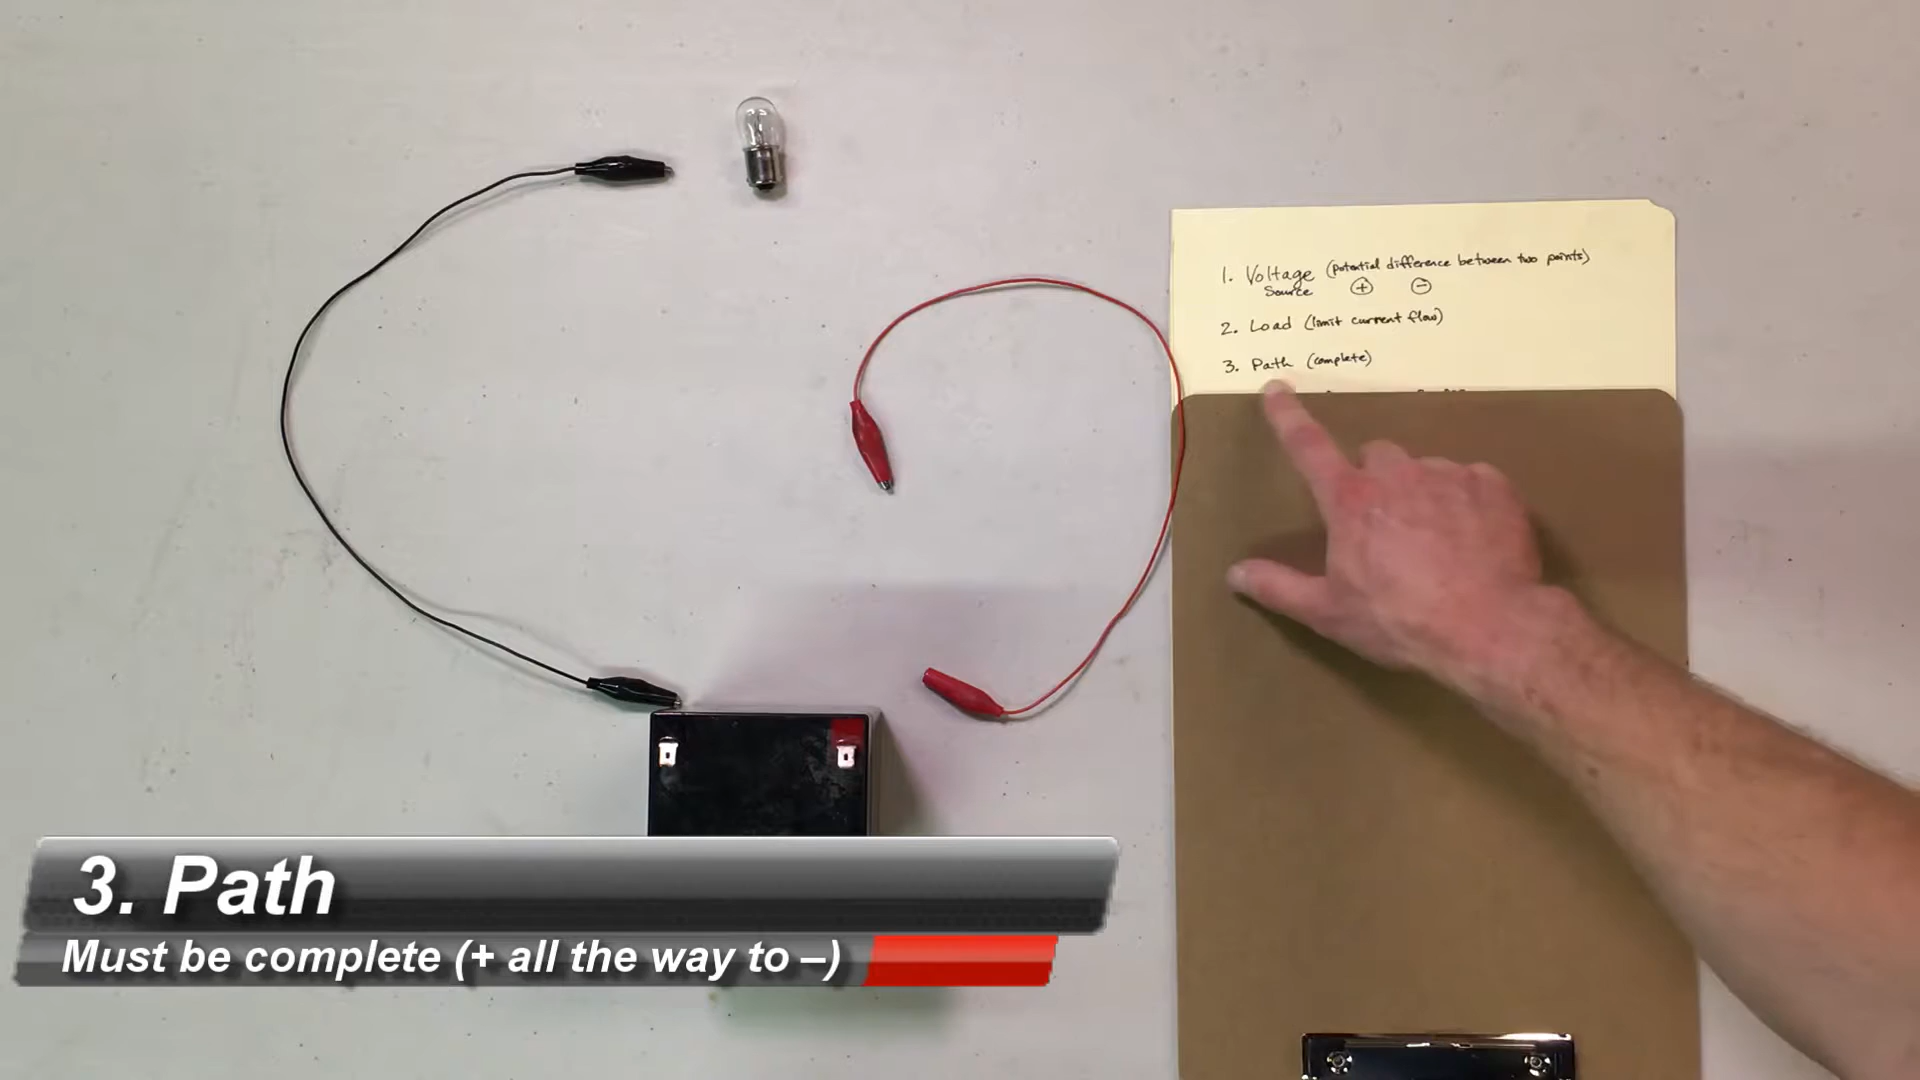 1. Voltage (potential difference between two points)
Source + −
2. Load (limit current flow)
3. Path (complete)
3. Path
Must be complete (+ all the way to –)